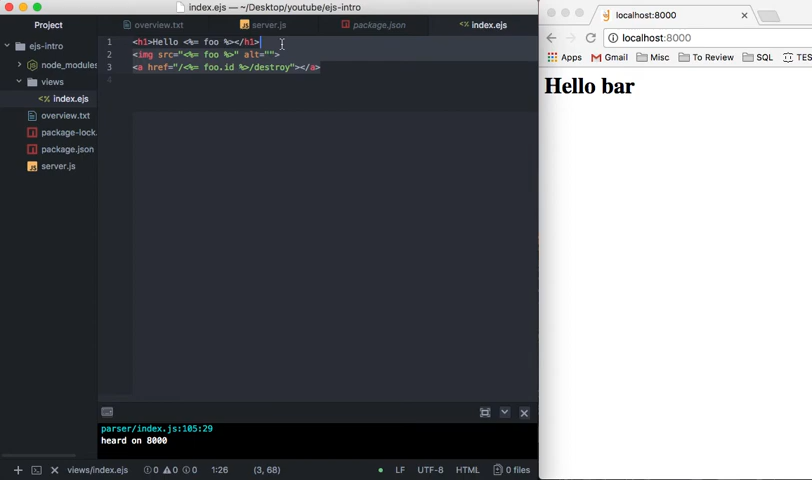 index.ejs — ~/Desktop/youtube/ejs-intro
Project
overview.txt
server.js
package.json
index.ejs
ejs-intro
node_modules
views
index.ejs
overview.txt
package-lock.
package.json
server.js
1 <h1>Hello <%= foo %></h1>
2 <img src="<%= foo %>" alt="">
3 <a href="/<%= foo.id %>/destroy"></a>
4
parser/index.js:105:29
heard on 8000
views/index.ejs 0 0 0 1:26 (3, 68) LF UTF-8 HTML 0 files
localhost:8000
localhost:8000
Apps Gmail Misc To Review SQL TES
Hello bar